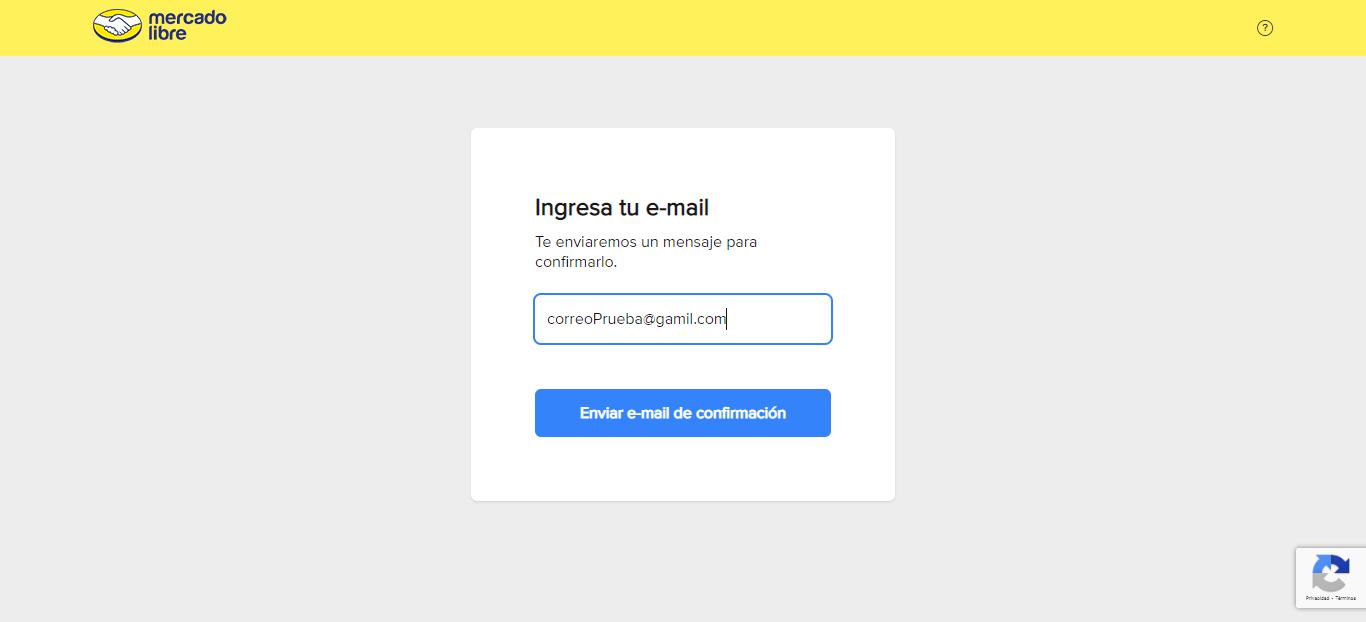 mercado
libre
?
Ingresa tu e-mail
Te enviaremos un mensaje para
confirmarlo.
correoPrueba@gamil.com
Enviar e-mail de confirmación
Privacidad - Términos